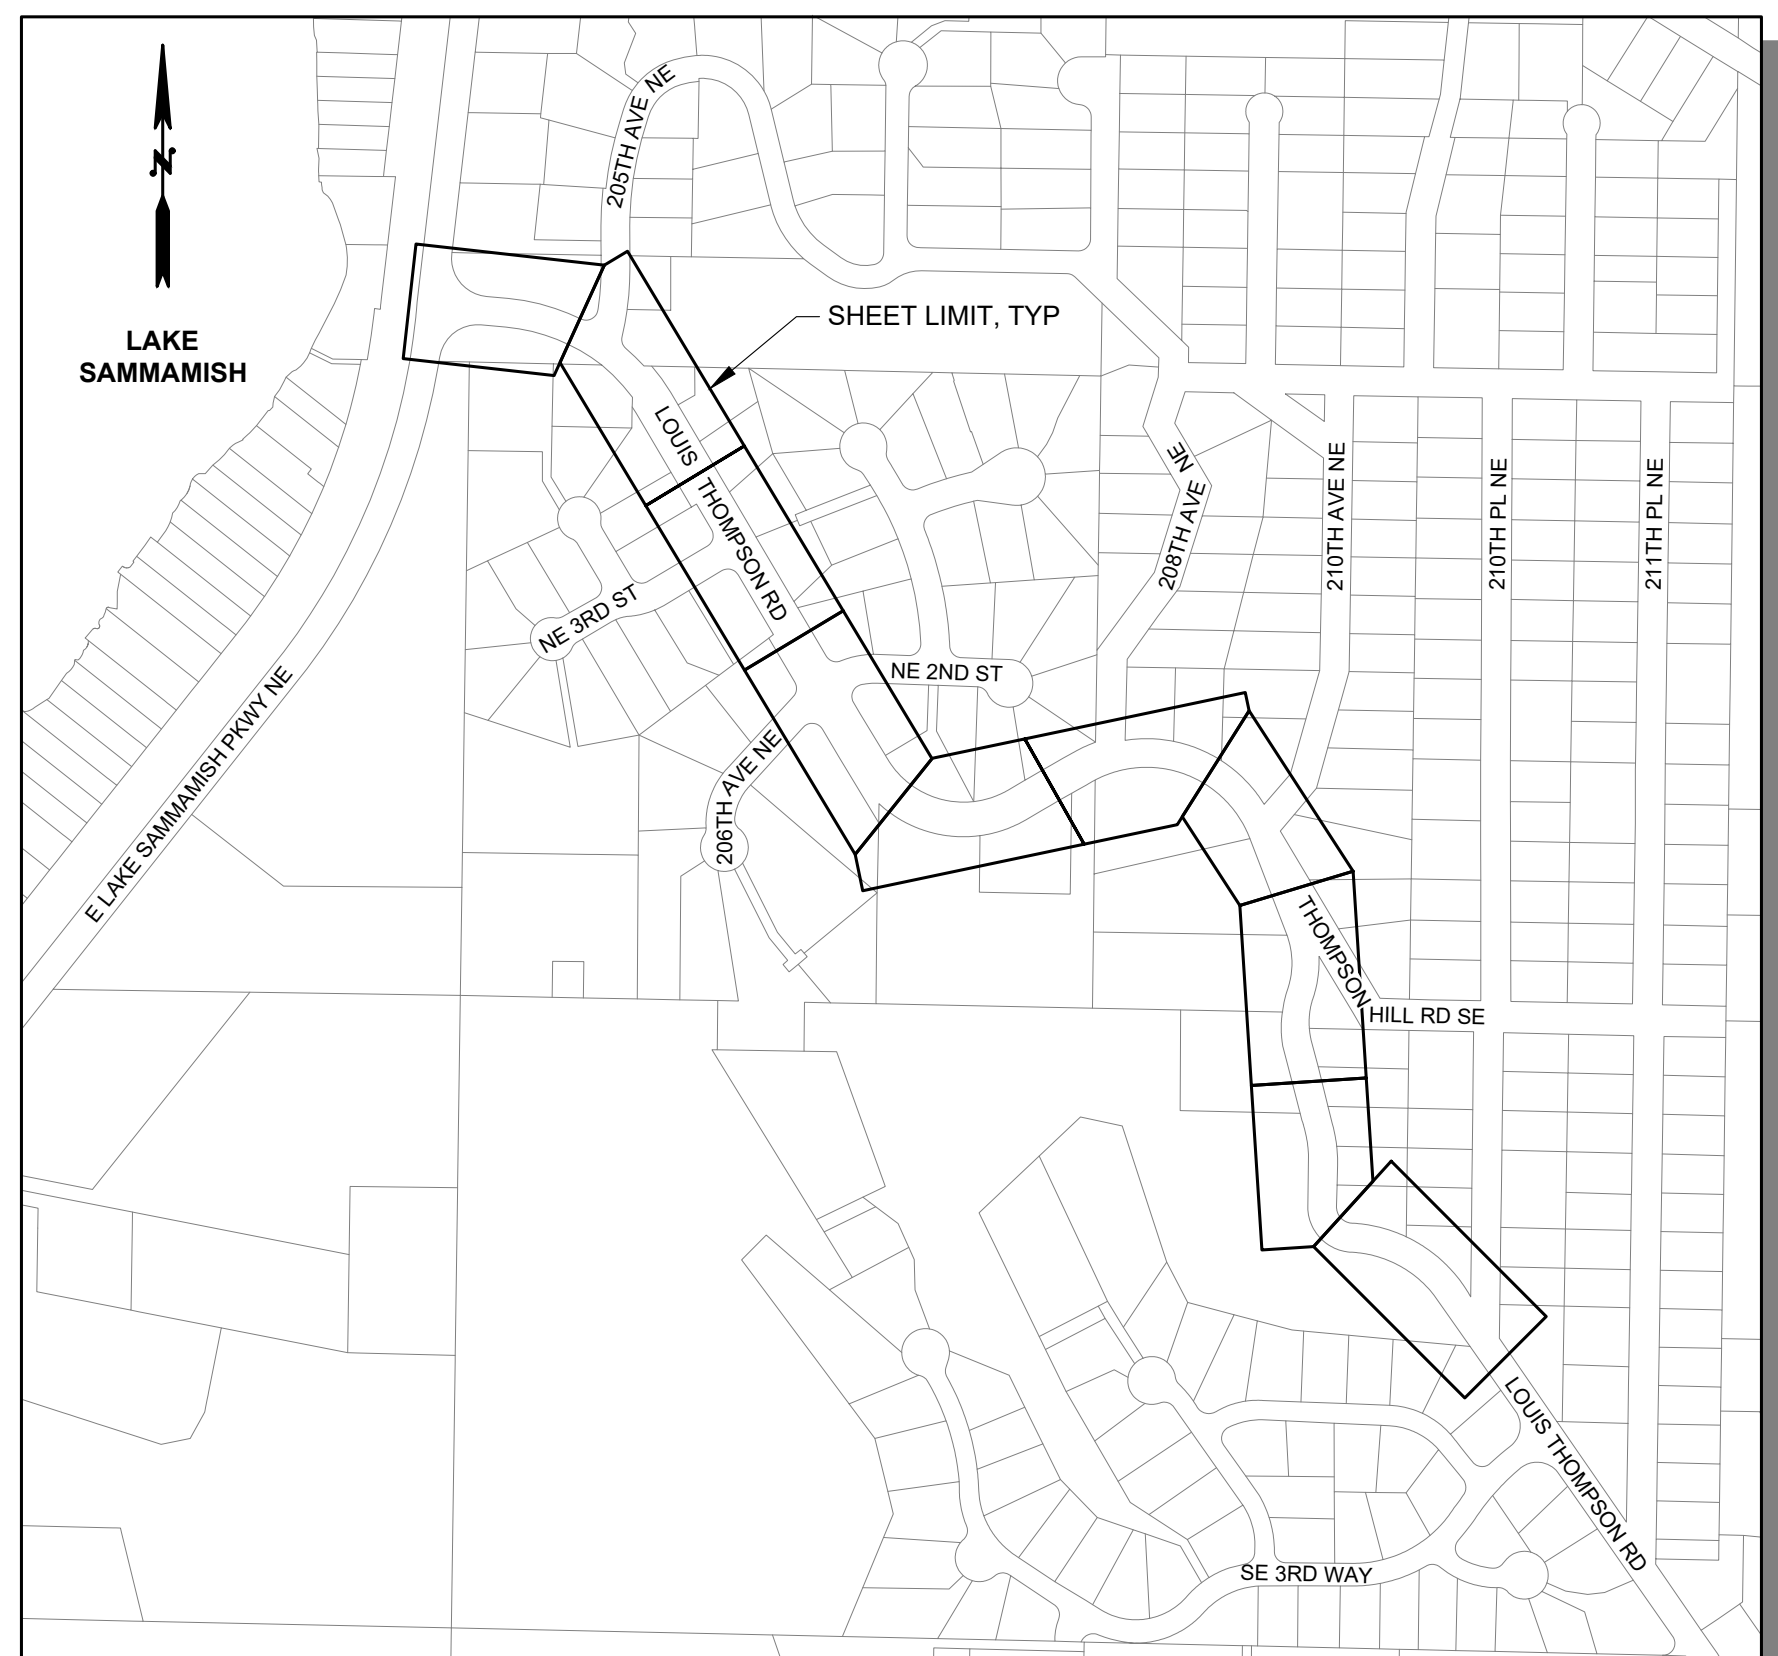 205TH AVE NE
N
SHEET LIMIT, TYP
LAKE
SAMMAMISH
LOUIS THOMPSON RD
208TH AVE NE
210TH AVE NE
210TH PL NE
211TH PL NE
NE 3RD ST
NE 2ND ST
E LAKE SAMMAMISH PKWY NE
206TH AVE NE
THOMPSON HILL RD SE
LOUIS THOMPSON RD
SE 3RD WAY